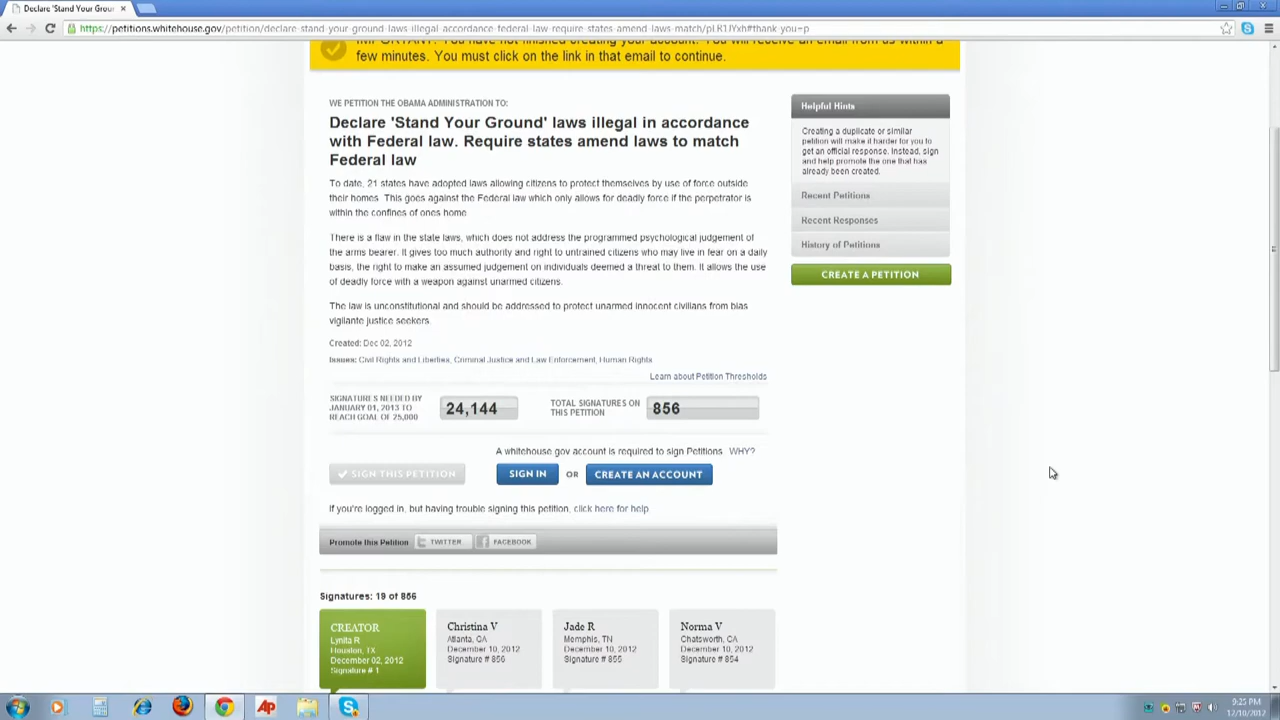 Declare 'Stand Your Grou
https://petitions.whitehouse.gov/petition/declare-stand-your-ground-laws-illegal-accordance-federal-law-require-states-amend-laws-match/
few minutes. You must click on the link in that email to continue.
WE PETITION THE OBAMA ADMINISTRATION TO:
Declare 'Stand Your Ground' laws illegal in accordance
with Federal law. Require states amend laws to match
Federal law
To date, 21 states have adopted laws allowing citizens to protect themselves by use of force outside
their homes. This goes against the Federal law which only allows for deadly force if the perpetrator is
within the confines of ones home
There is a flaw in the state laws, which does not address the programmed psychological judgement of
the arms bearer. It gives too much authority and right to untrained citizens who may live in fear on a daily
basis, the right to make an assumed judgement on individuals deemed a threat to them. It allows the use
of deadly force with a weapon against unarmed citizens.
The law is unconstitutional and should be addressed to protect unarmed innocent civilians from bias
vigilante justice seekers.
Created: Dec 02, 2012
Issues: Civil Rights and Liberties, Criminal Justice and Law Enforcement, Human Rights
Learn about Petition Thresholds
SIGNATURES NEEDED BY
JANUARY 01, 2013 TO
REACH GOAL OF 25,000
24,144
TOTAL SIGNATURES ON
THIS PETITION
856
A whitehouse.gov account is required to sign Petitions WHY?
SIGN THIS PETITION
SIGN IN OR CREATE AN ACCOUNT
If you're logged in, but having trouble signing this petition, click here for help
Promote this Petition TWITTER FACEBOOK
Signatures: 19 of 856
CREATOR
Lynita R
Houston, TX
December 02, 2012
Signature # 1
Christina V
Atlanta, GA
December 10, 2012
Signature # 856
Jade R
Memphis, TN
December 10, 2012
Signature # 855
Norma V
Chatsworth, CA
December 10, 2012
Signature # 854
Helpful Hints
Creating a duplicate or similar
petition will make it harder for you to
get an official response. Instead, sign
and help promote the one that has
already been created.
Recent Petitions
Recent Responses
History of Petitions
CREATE A PETITION
AP
9:25 PM
12/10/2012